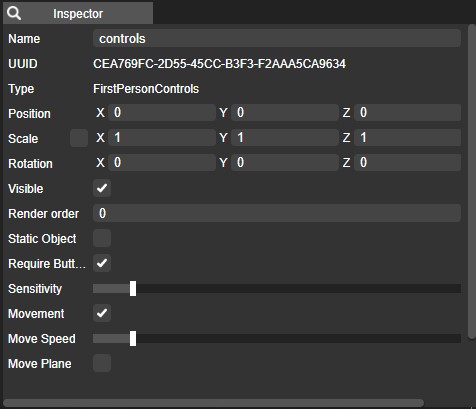 Inspector
Name controls
UUID CEA769FC-2D55-45CC-B3F3-F2AAA5CA9634
Type FirstPersonControls
Position X 0 Y 0 Z 0
Scale X 1 Y 1 Z 1
Rotation X 0 Y 0 Z 0
Visible
Render order 0
Static Object
Require Butt...
Sensitivity
Movement
Move Speed
Move Plane